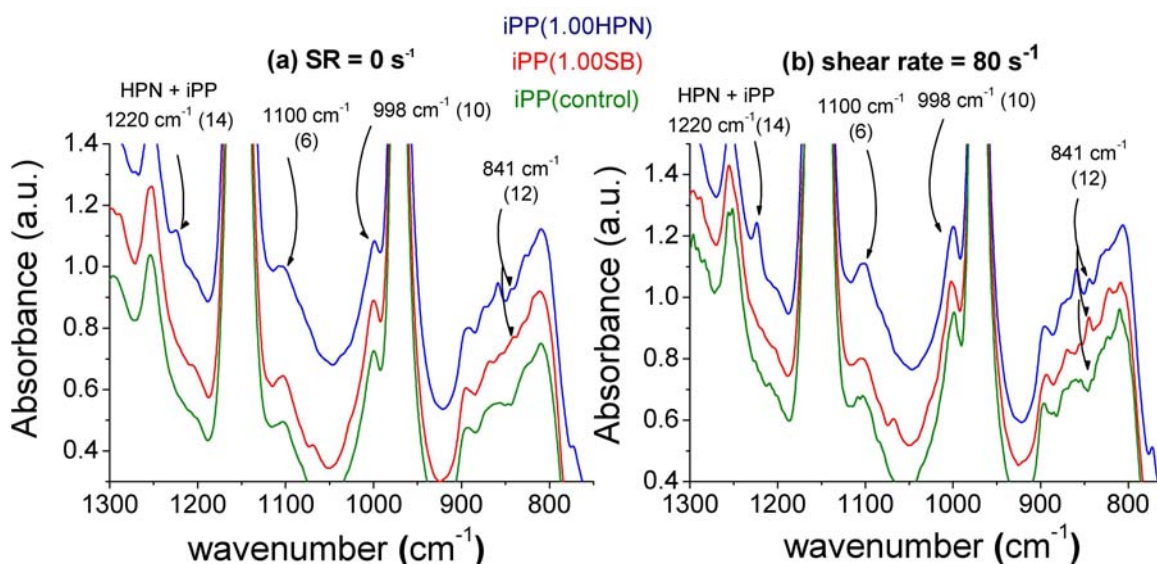 iPP(1.00HPN)
iPP(1.00SB)
iPP(control)
(a) SR = 0 s⁻¹
HPN + iPP
1220 cm⁻¹ (14)
1100 cm⁻¹
(6)
998 cm⁻¹ (10)
841 cm⁻¹
(12)
1.4
1.2
1.0
0.8
0.6
0.4
Absorbance (a.u.)
1300 1200 1100 1000 900 800
wavenumber (cm⁻¹)
(b) shear rate = 80 s⁻¹
HPN + iPP
1220 cm⁻¹ (14)
1100 cm⁻¹
(6)
998 cm⁻¹ (10)
841 cm⁻¹
(12)
1.4
1.2
1.0
0.8
0.6
0.4
Absorbance (a.u.)
1300 1200 1100 1000 900 800
wavenumber (cm⁻¹)